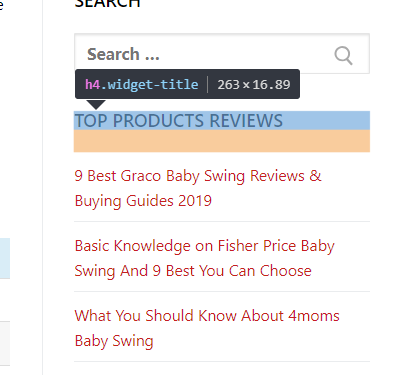 SEARCH
Search ...
h4.widget-title 263 × 16.89
TOP PRODUCTS REVIEWS
9 Best Graco Baby Swing Reviews &
Buying Guides 2019
Basic Knowledge on Fisher Price Baby
Swing And 9 Best You Can Choose
What You Should Know About 4moms
Baby Swing